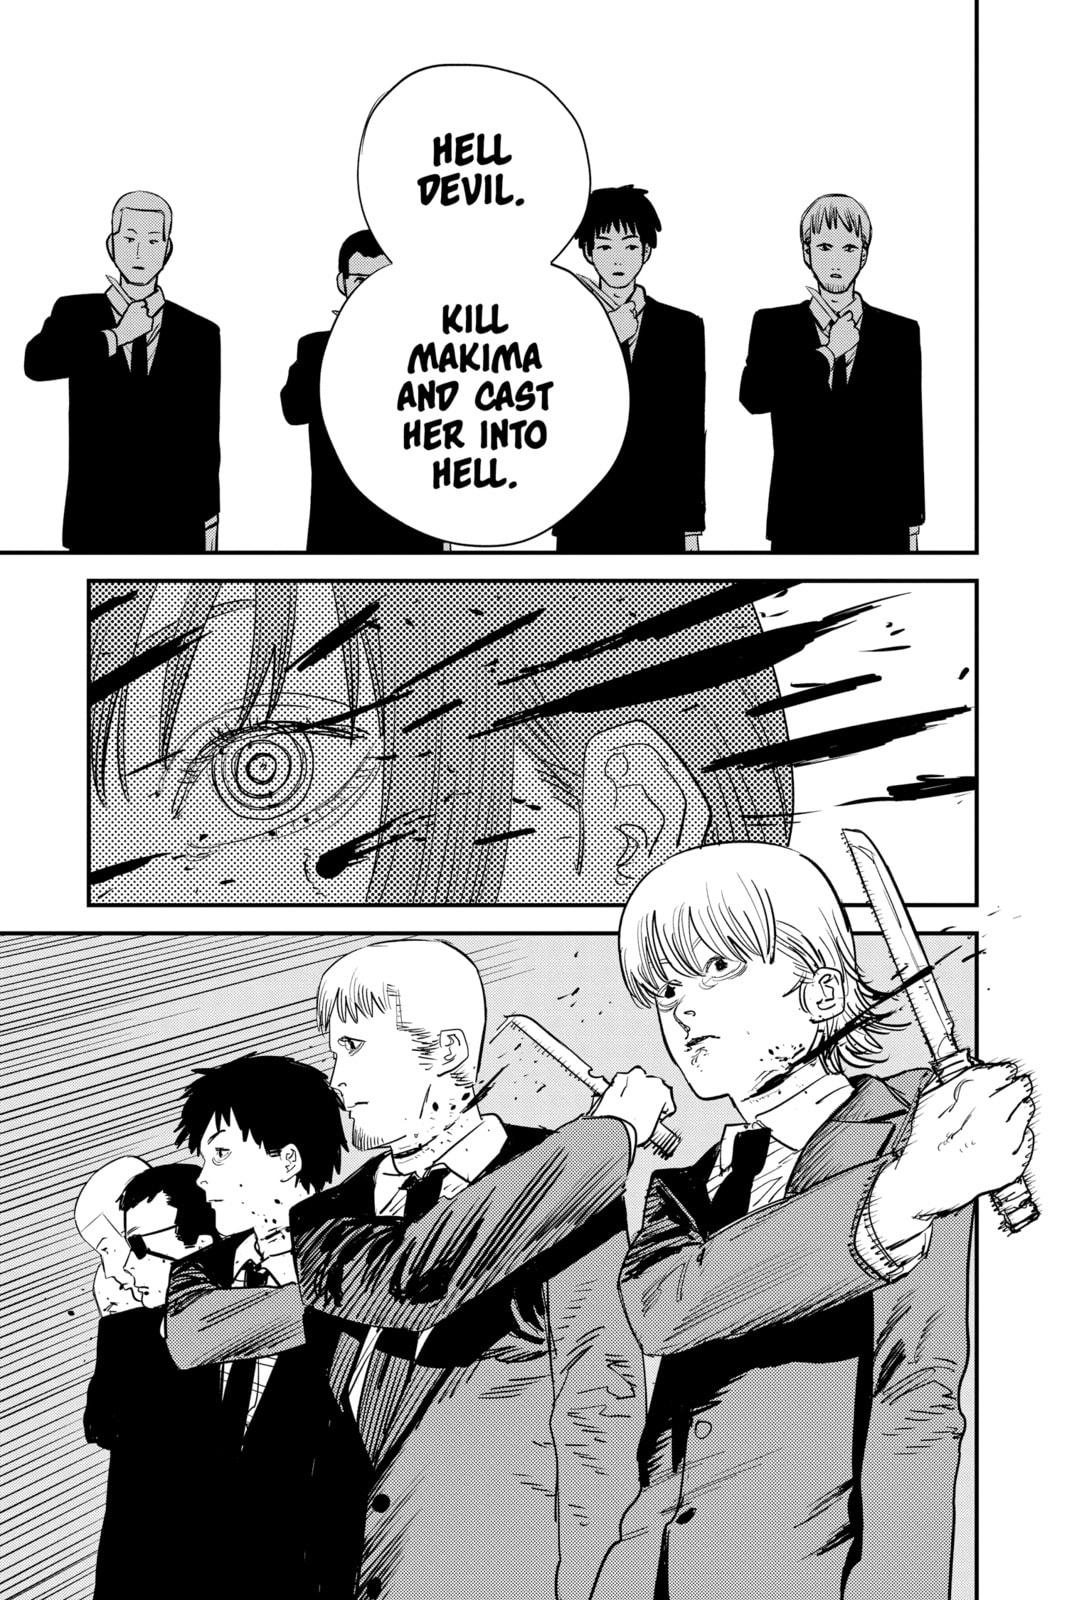 HELL
DEVIL.
KILL
MAKIMA
AND CAST
HER INTO
HELL.